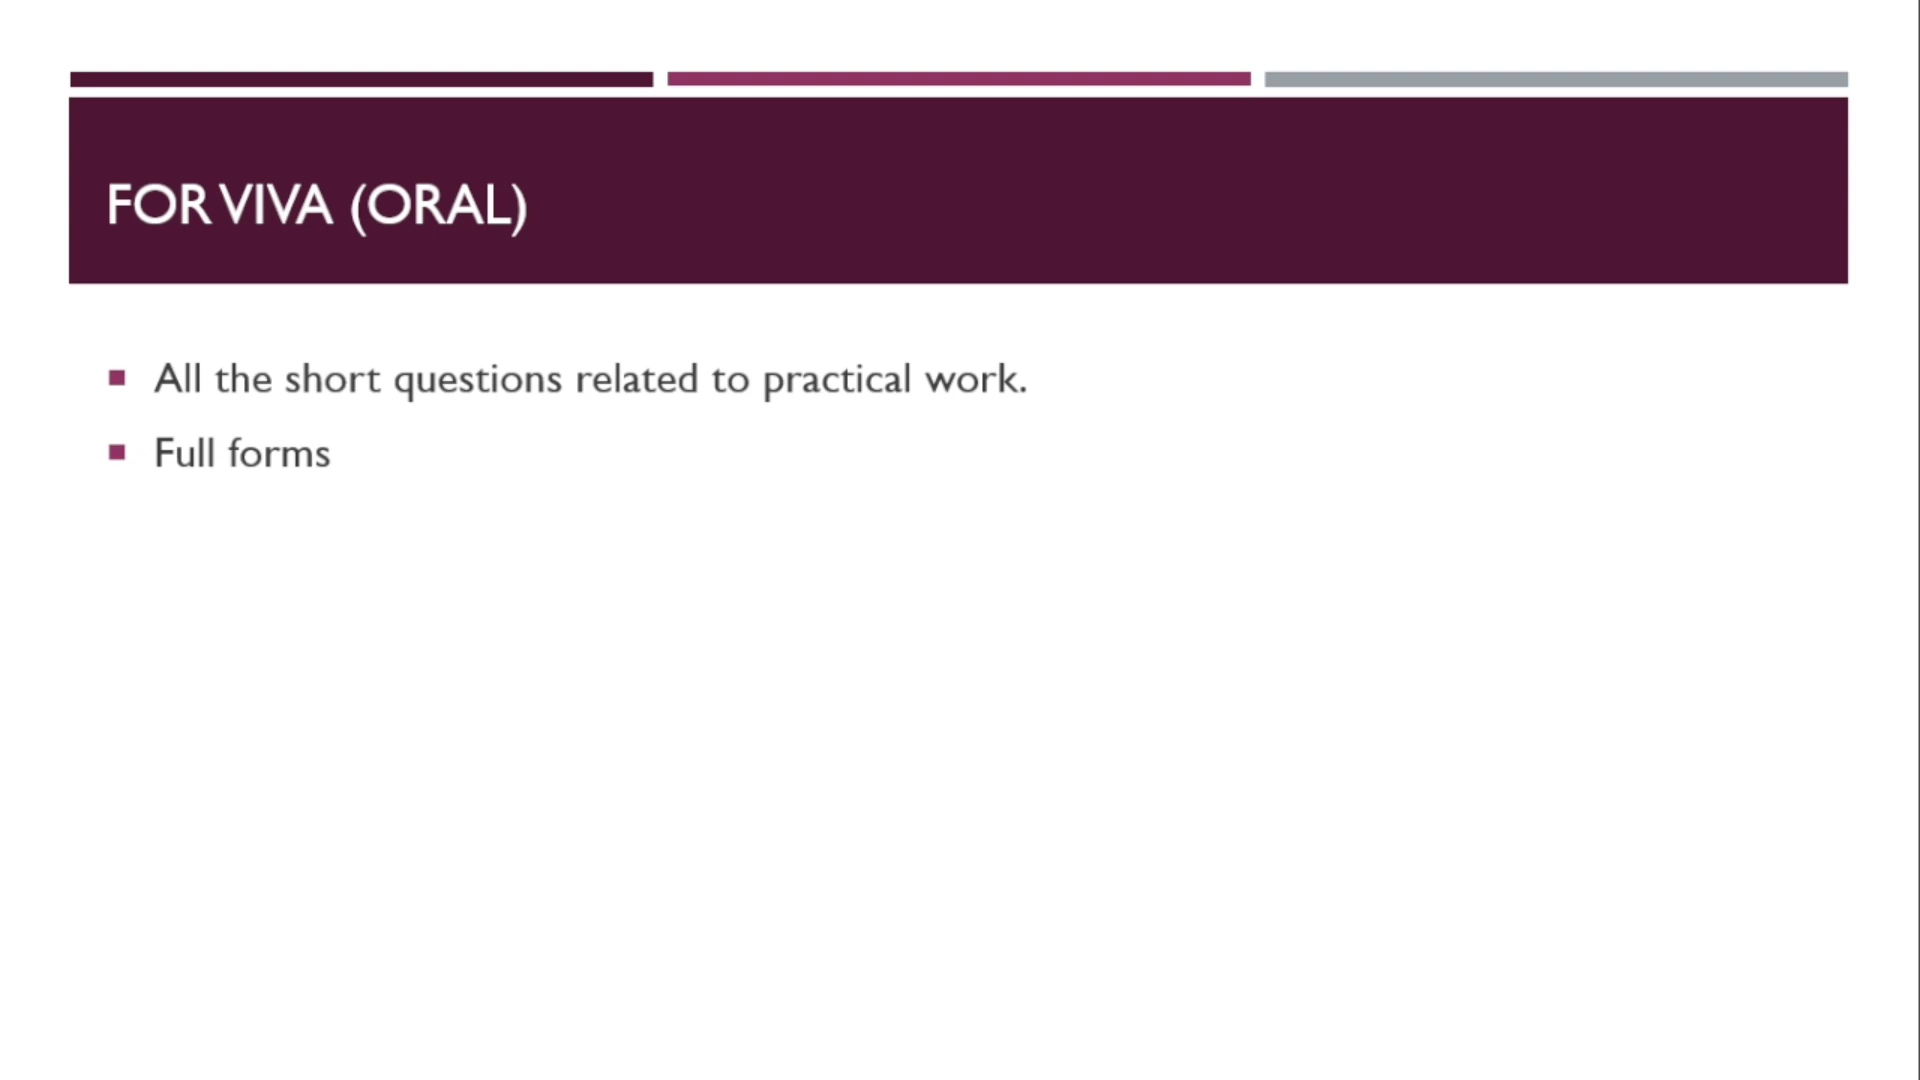 FOR VIVA (ORAL)
All the short questions related to practical work.
Full forms